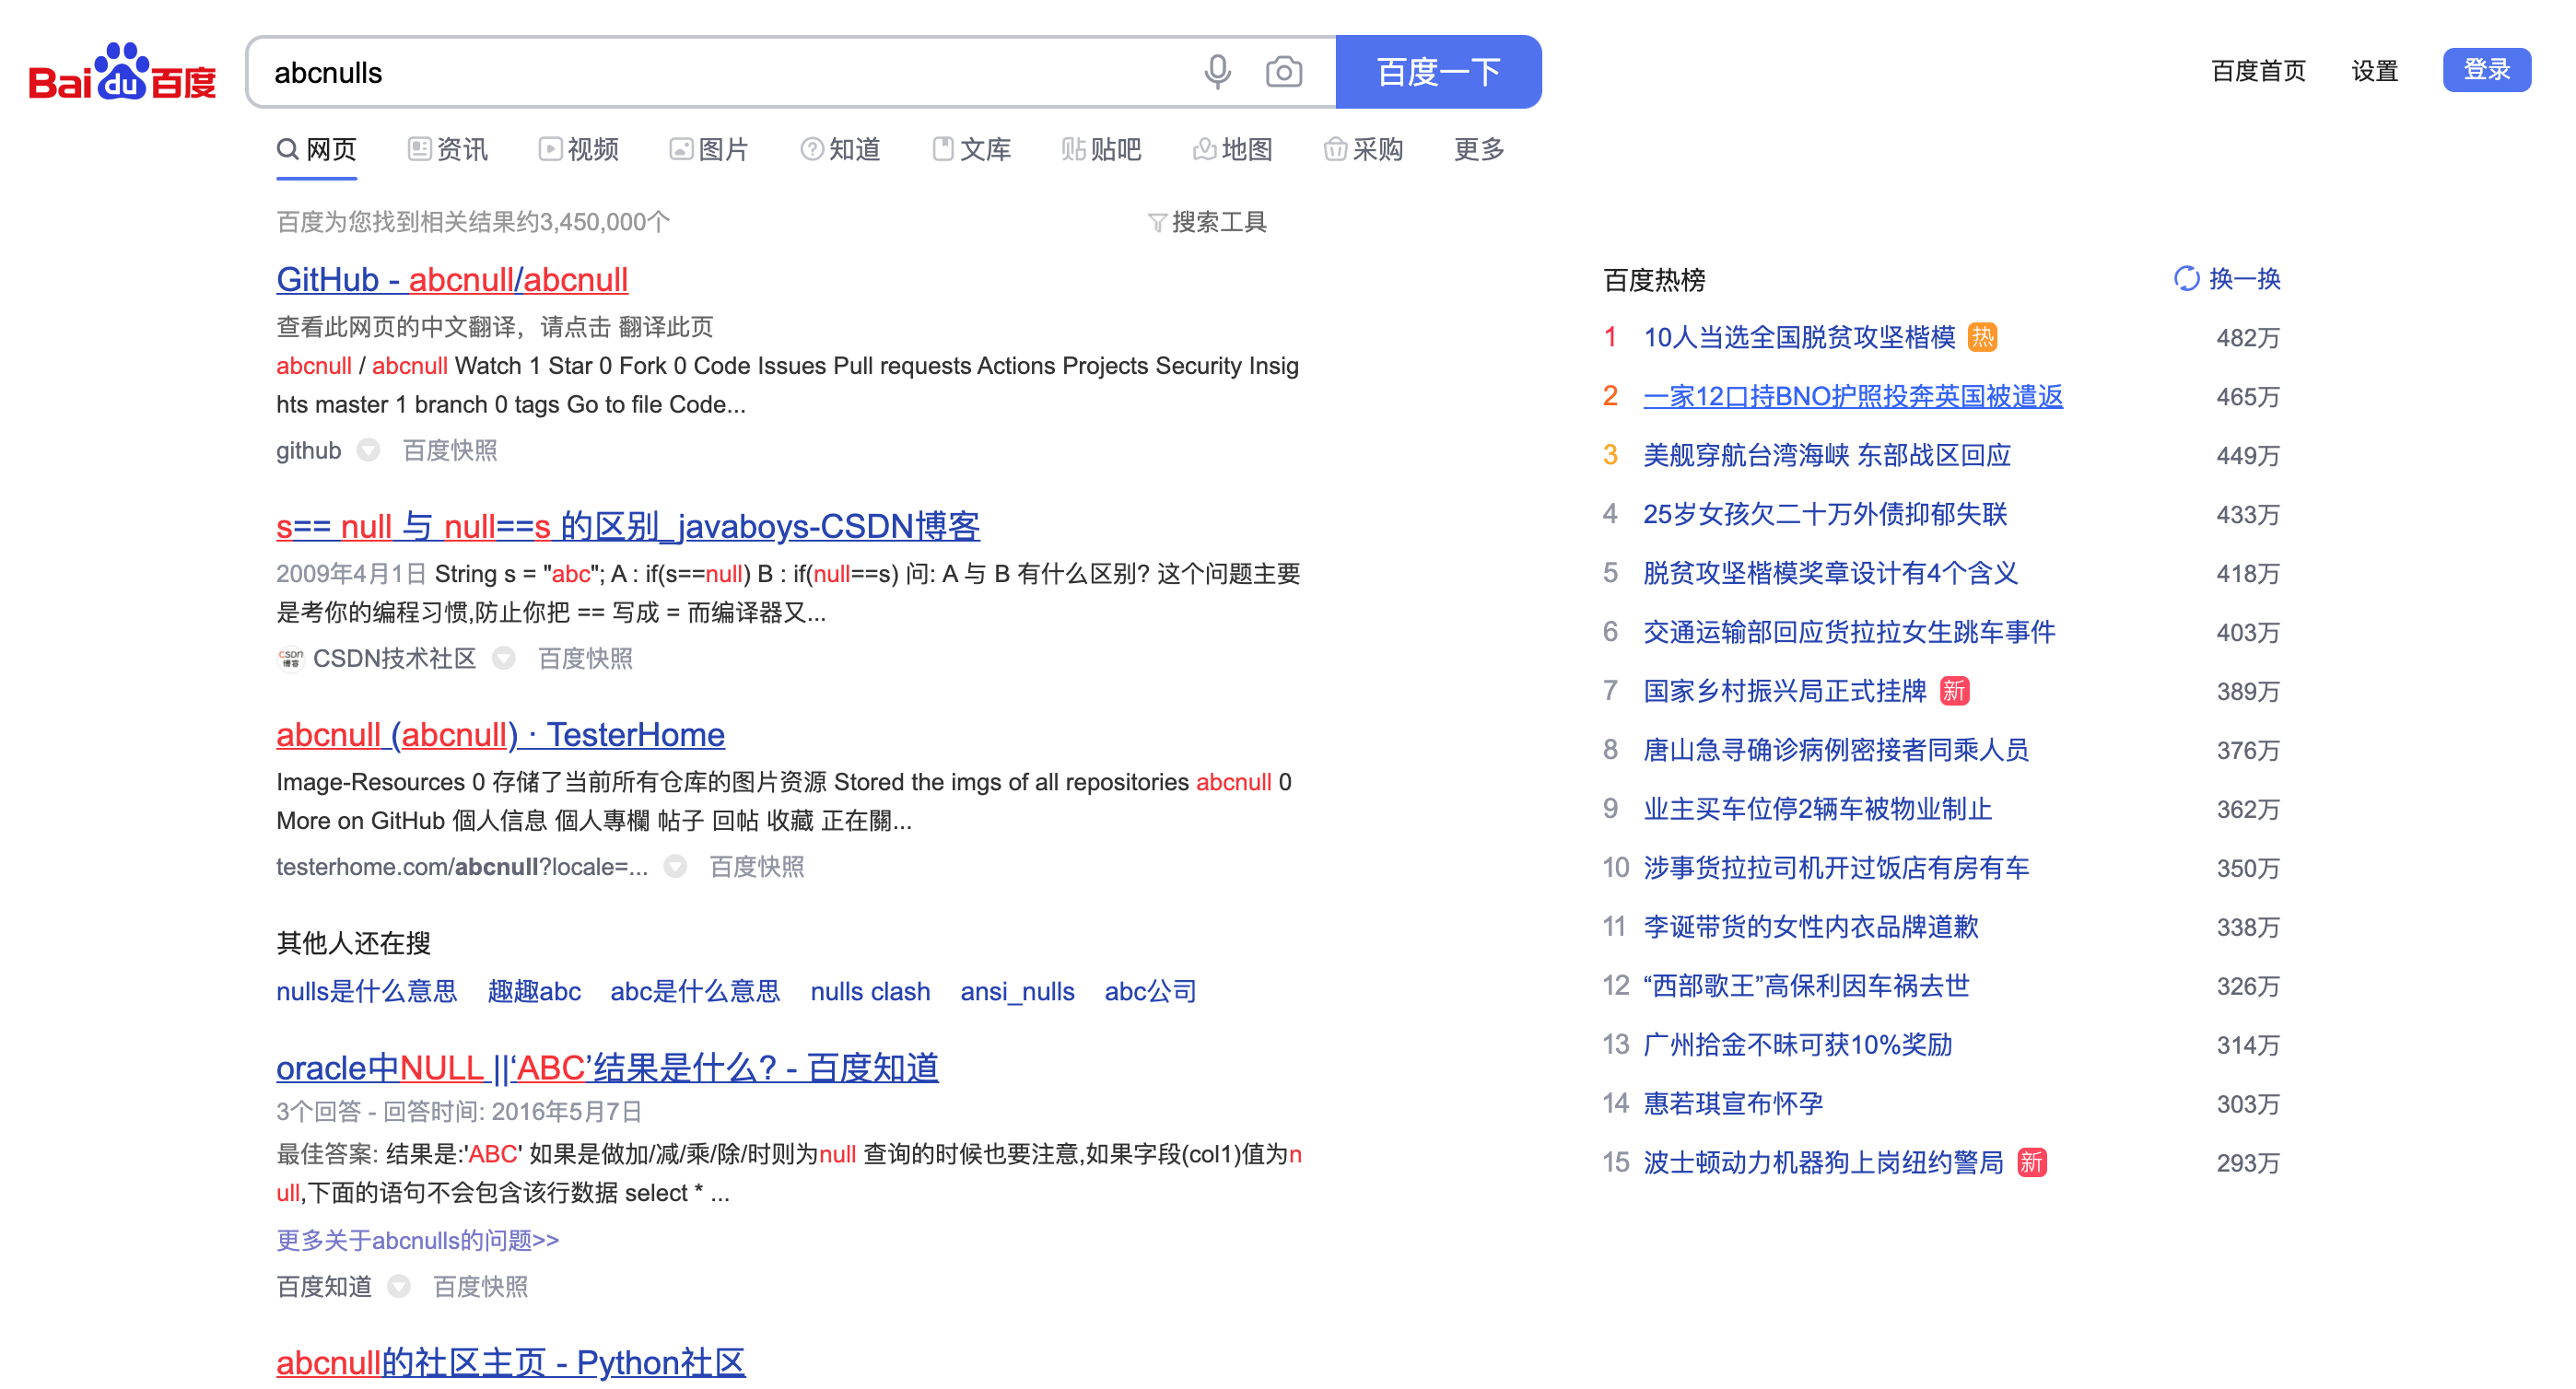 Bai du 百度
abcnulls
百度一下
百度首页 设置 登录
网页 资讯 视频 图片 知道 文库 贴吧 地图 采购 更多
百度为您找到相关结果约3,450,000个
搜索工具
GitHub - abcnull/abcnull
查看此网页的中文翻译，请点击 翻译此页
abcnull / abcnull Watch 1 Star 0 Fork 0 Code Issues Pull requests Actions Projects Security Insig
hts master 1 branch 0 tags Go to file Code...
github 百度快照
s== null 与 null==s 的区别_javaboys-CSDN博客
2009年4月1日 String s = "abc"; A : if(s==null) B : if(null==s) 问: A 与 B 有什么区别? 这个问题主要
是考你的编程习惯,防止你把 == 写成 = 而编译器又...
CSDN博客 CSDN技术社区 百度快照
abcnull (abcnull) · TesterHome
Image-Resources 0 存储了当前所有仓库的图片资源 Stored the imgs of all repositories abcnull 0
More on GitHub 個人信息 個人專欄 帖子 回帖 收藏 正在關...
testerhome.com/abcnull?locale=... 百度快照
其他人还在搜
nulls是什么意思 趣趣abc abc是什么意思 nulls clash ansi_nulls abc公司
oracle中NULL ||‘ABC’结果是什么? - 百度知道
3个回答 - 回答时间: 2016年5月7日
最佳答案: 结果是:'ABC' 如果是做加/减/乘/除/时则为null 查询的时候也要注意,如果字段(col1)值为n
ull,下面的语句不会包含该行数据 select * ...
更多关于abcnulls的问题>>
百度知道 百度快照
abcnull的社区主页 - Python社区
百度热榜 换一换
1 10人当选全国脱贫攻坚楷模 热 482万
2 一家12口持BNO护照投奔英国被遣返 465万
3 美舰穿航台湾海峡 东部战区回应 449万
4 25岁女孩欠二十万外债抑郁失联 433万
5 脱贫攻坚楷模奖章设计有4个含义 418万
6 交通运输部回应货拉拉女生跳车事件 403万
7 国家乡村振兴局正式挂牌 新 389万
8 唐山急寻确诊病例密接者同乘人员 376万
9 业主买车位停2辆车被物业制止 362万
10 涉事货拉拉司机开过饭店有房有车 350万
11 李诞带货的女性内衣品牌道歉 338万
12 “西部歌王”高保利因车祸去世 326万
13 广州拾金不昧可获10%奖励 314万
14 惠若琪宣布怀孕 303万
15 波士顿动力机器狗上岗纽约警局 新 293万